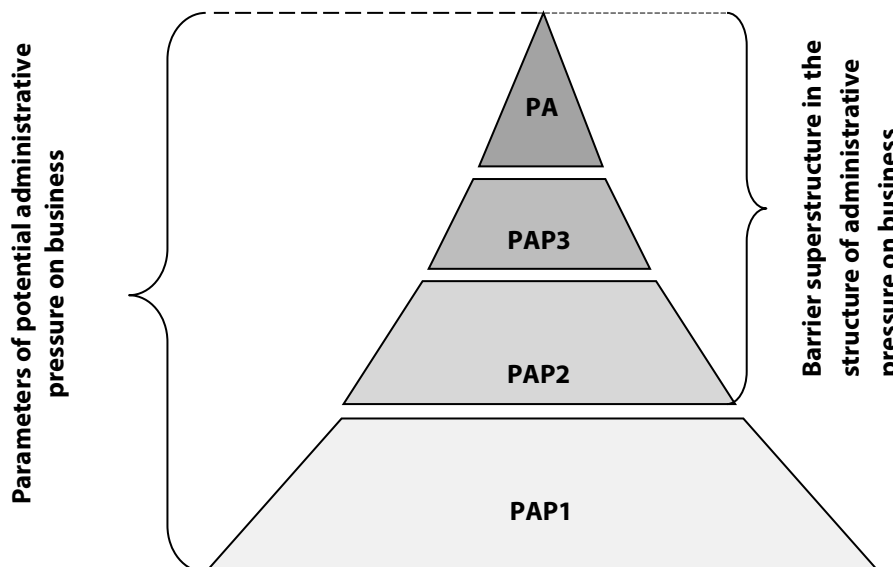 Parameters of potential administrative
pressure on business
PA
PAP3
PAP2
PAP1
Barrier superstructure in the
structure of administrative
pressure on business